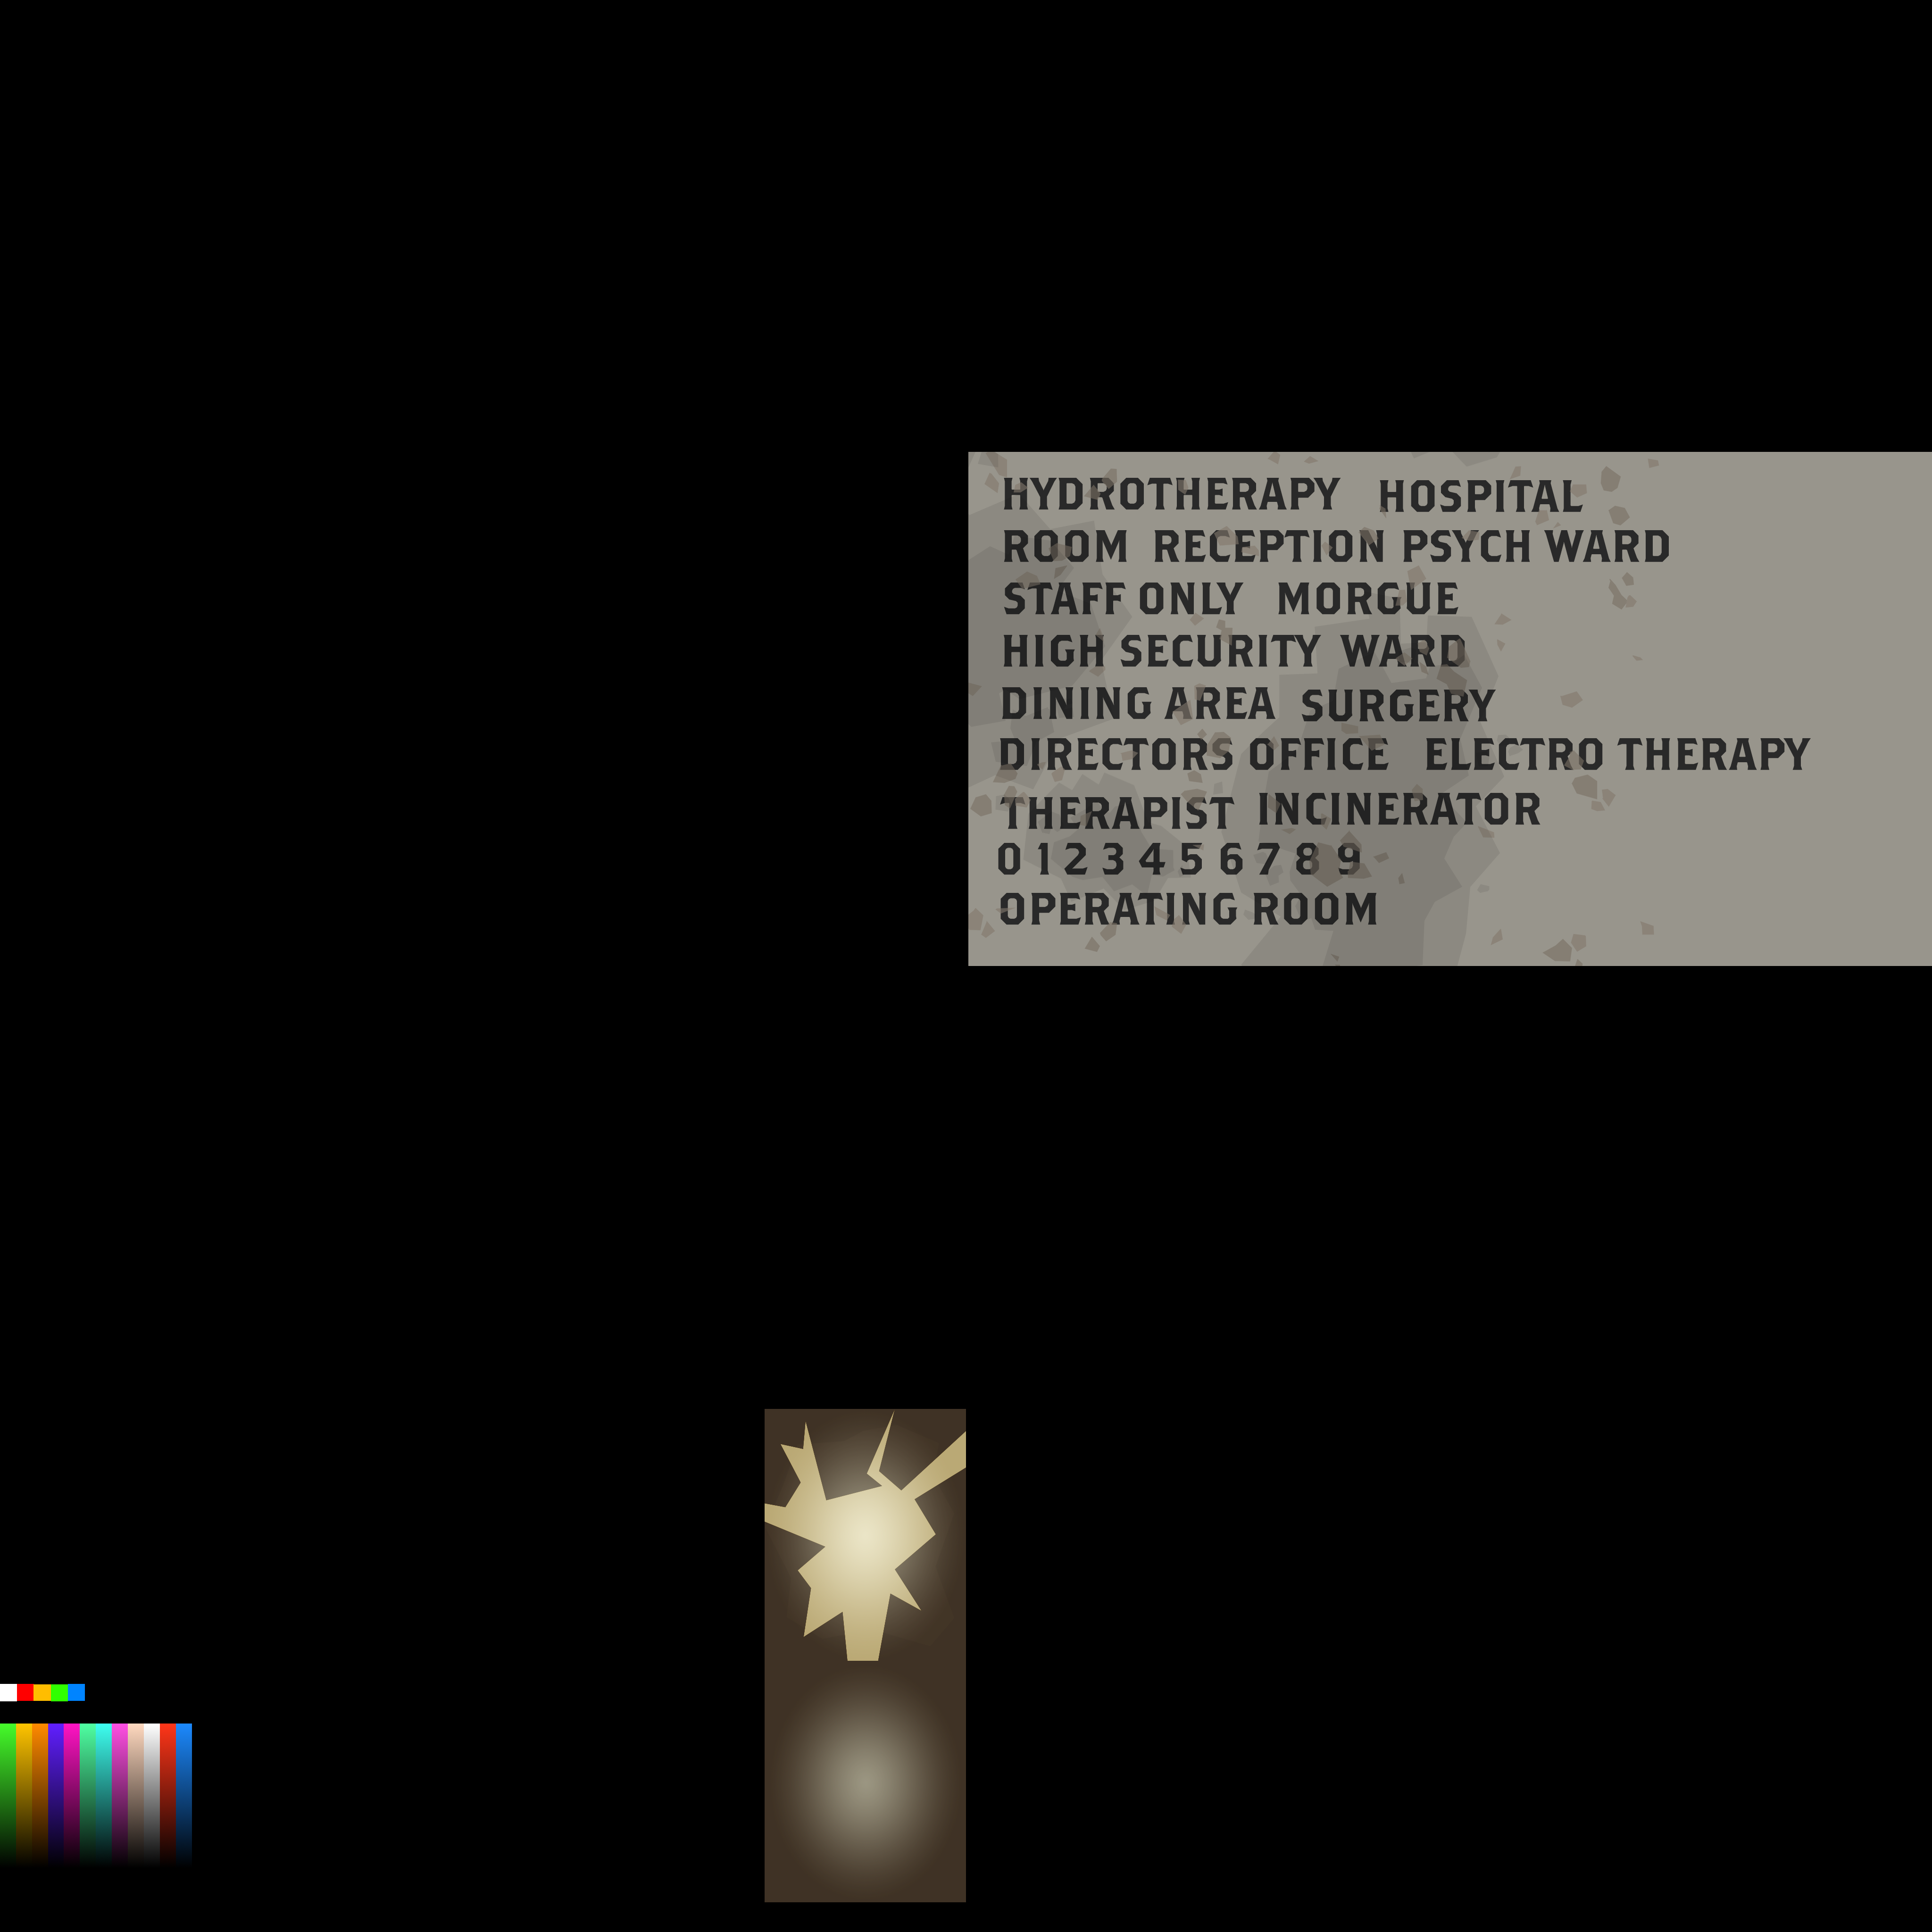 HYDROTHERAPY HOSPITAL
ROOM RECEPTION PSYCH WARD
STAFF ONLY MORGUE
HIGH SECURITY WARD
DINING AREA SURGERY
DIRECTORS OFFICE ELECTRO THERAPY
THERAPIST INCINERATOR
0 1 2 3 4 5 6 7 8 9
OPERATING ROOM